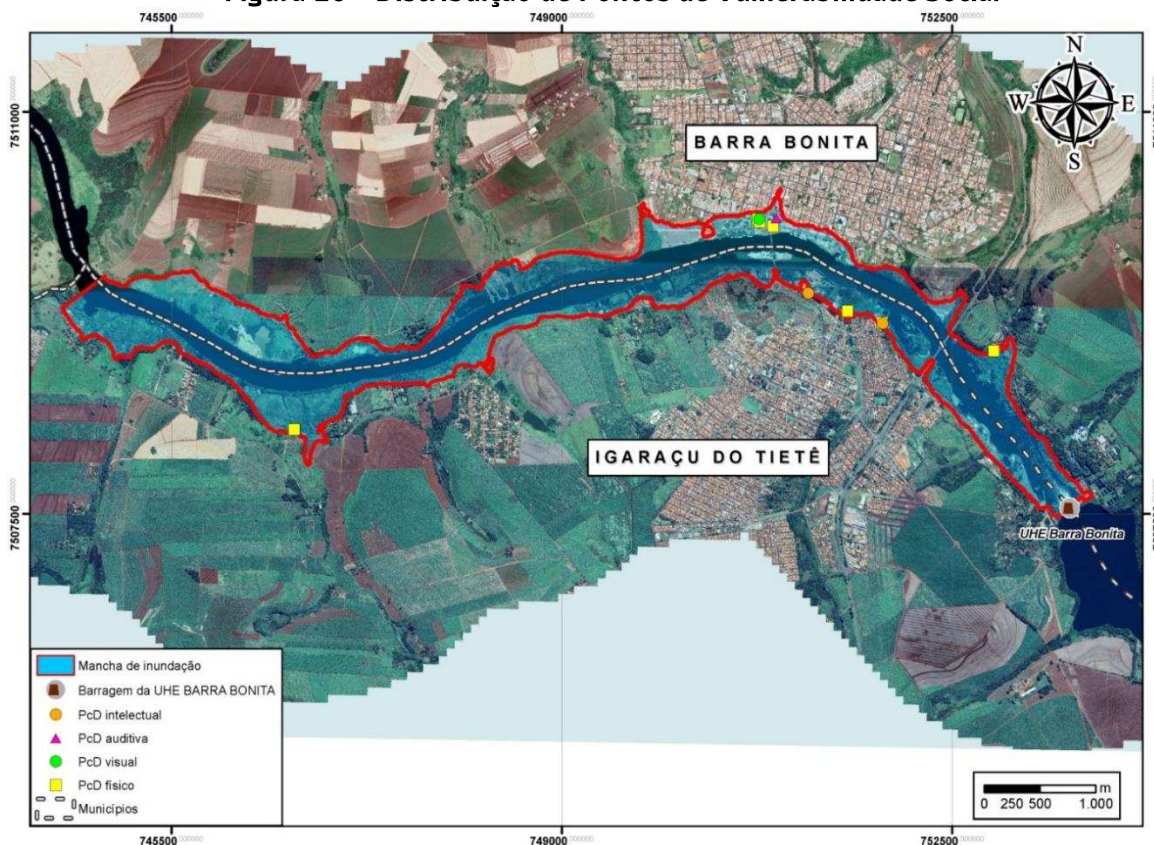 745500
749000
752500
N
W E
S
7511000
BARRA BONITA
IGARAÇU DO TIETÊ
7507500
UHE Barra Bonita
Mancha de inundação
Barragem da UHE BARRA BONITA
PcD intelectual
PcD auditiva
PcD visual
PcD físico
Municípios
m
0 250 500 1.000
745500
749000
752500